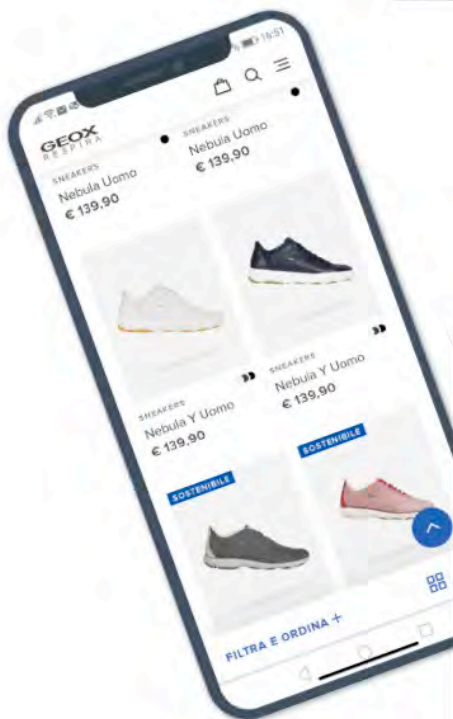 16:51
GEOX
RESPIRA
SNEAKERS
Nebula Uomo
€ 139,90
SNEAKERS
Nebula Uomo
€ 139,90
SNEAKERS
Nebula Y Uomo
€ 139,90
SNEAKERS
Nebula Y Uomo
€ 139,90
SOSTENIBILE
SOSTENIBILE
FILTRA E ORDINA +